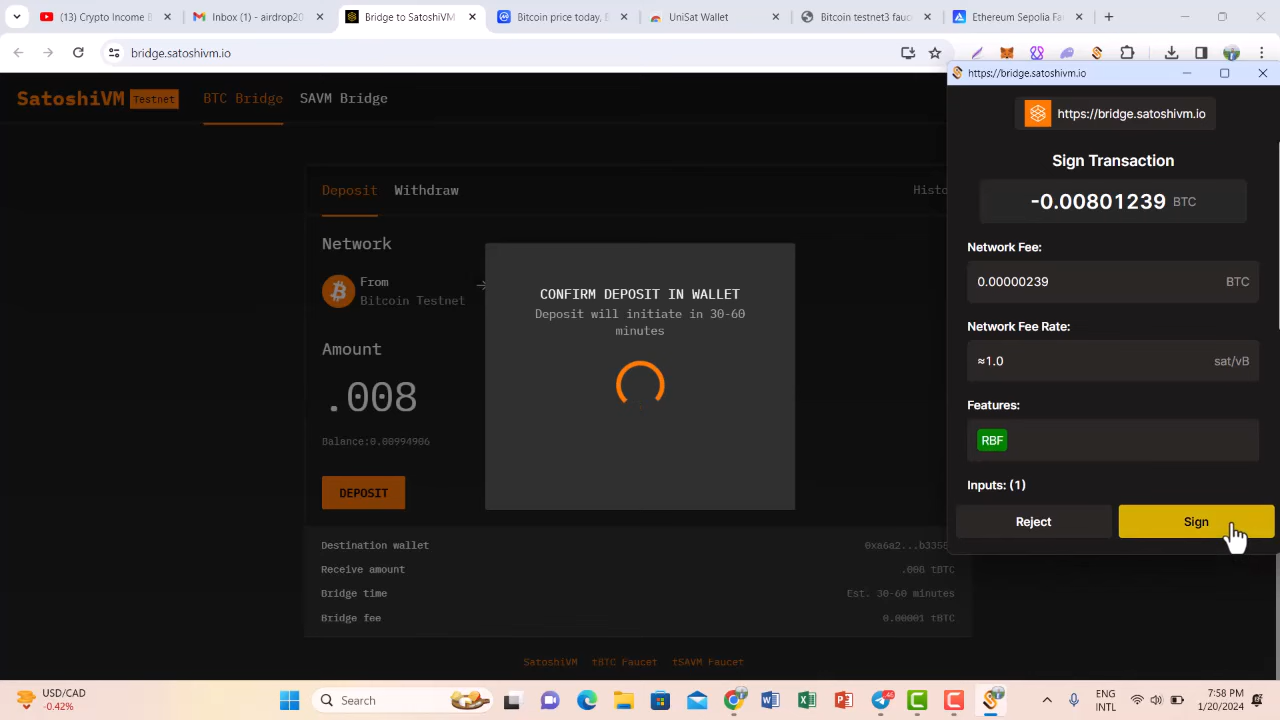 (1) Crypto Income B
Inbox (1) - Airdrop20
Bridge to SatoshiVM
Bitcoin price today,
UniSat Wallet
Bitcoin testnet3 fauc
Ethereum Sepolia Fa
bridge.satoshivm.io
SatoshiVM Testnet
BTC Bridge
SAVM Bridge
Deposit
Withdraw
Histo
Network
From
Bitcoin Testnet
Amount
.008
Balance:0.00994906
DEPOSIT
Destination wallet
0xa6a2...b3355
Receive amount
.008 tBTC
Bridge time
Est. 30-60 minutes
Bridge fee
0.00001 tBTC
SatoshiVM
tBTC Faucet
tSAVM Faucet
CONFIRM DEPOSIT IN WALLET
Deposit will initiate in 30-60
minutes
https://bridge.satoshivm.io
https://bridge.satoshivm.io
Sign Transaction
-0.00801239 BTC
Network Fee:
0.00000239 BTC
Network Fee Rate:
≈1.0 sat/vB
Features:
RBF
Inputs: (1)
Reject
Sign
USD/CAD
-0.42%
Search
46
ENG
INTL
7:58 PM
1/20/2024